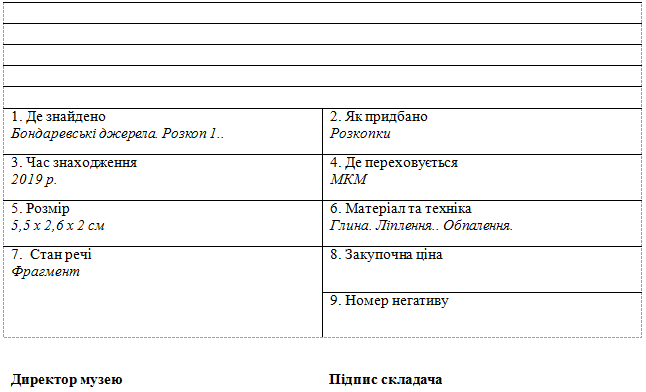 1. Де знайдено
Бондаревські джерела. Розкоп 1..
2. Як придбано
Розкопки
3. Час знаходження
2019 р.
4. Де переховується
МКМ
5. Розмір
5,5 х 2,6 х 2 см
6. Матеріал та техніка
Глина. Ліплення.. Обпалення.
7.  Стан речі
Фрагмент
8. Закупочна ціна
9. Номер негативу
Директор музею
Підпис складача